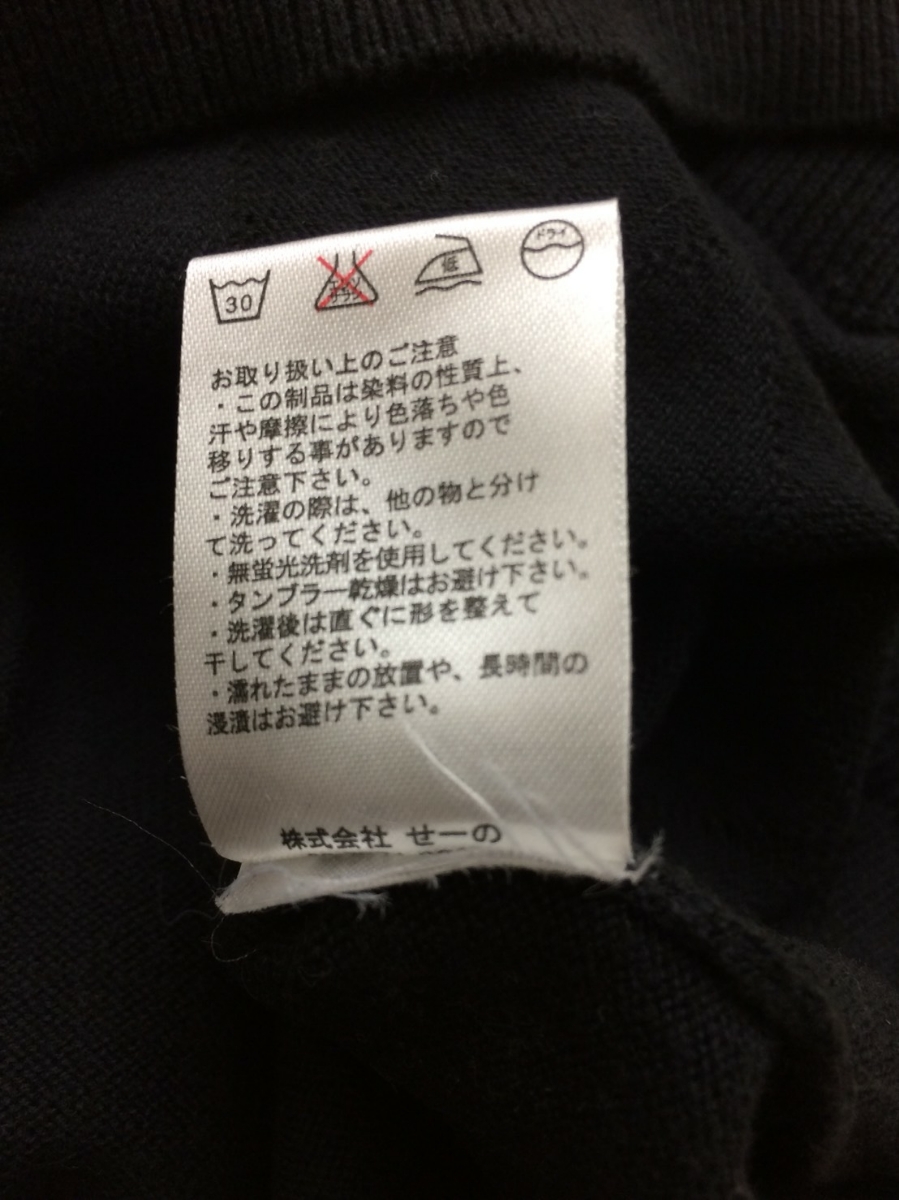 30
低
ドライ
お取り扱い上のご注意
・この制品は染料の性質上、
汗や摩擦により色落ちや色
移りする事がありますので
ご注意下さい。
・洗濯の際は、他の物と分け
て洗ってください。
・無蛍光洗剤を使用してください。
・タンブラー乾燥はお避け下さい。
・洗濯後は直ぐに形を整えて
干してください。
・濡れたままの放置や、長時間の
浸漬はお避け下さい。
株式会社 せーの